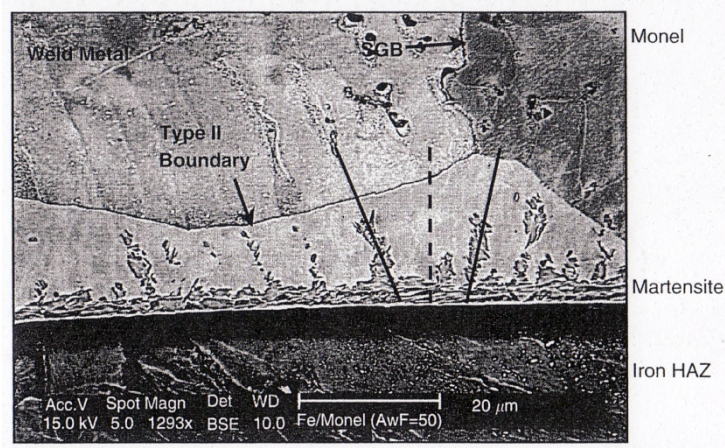 Monel
Weld Metal
SGB
Type II
Boundary
Martensite
Iron HAZ
Acc.V Spot Magn Det WD
15.0 kV 5.0 1293x BSE 10.0
Fe/Monel (AwF=50)
20 μm